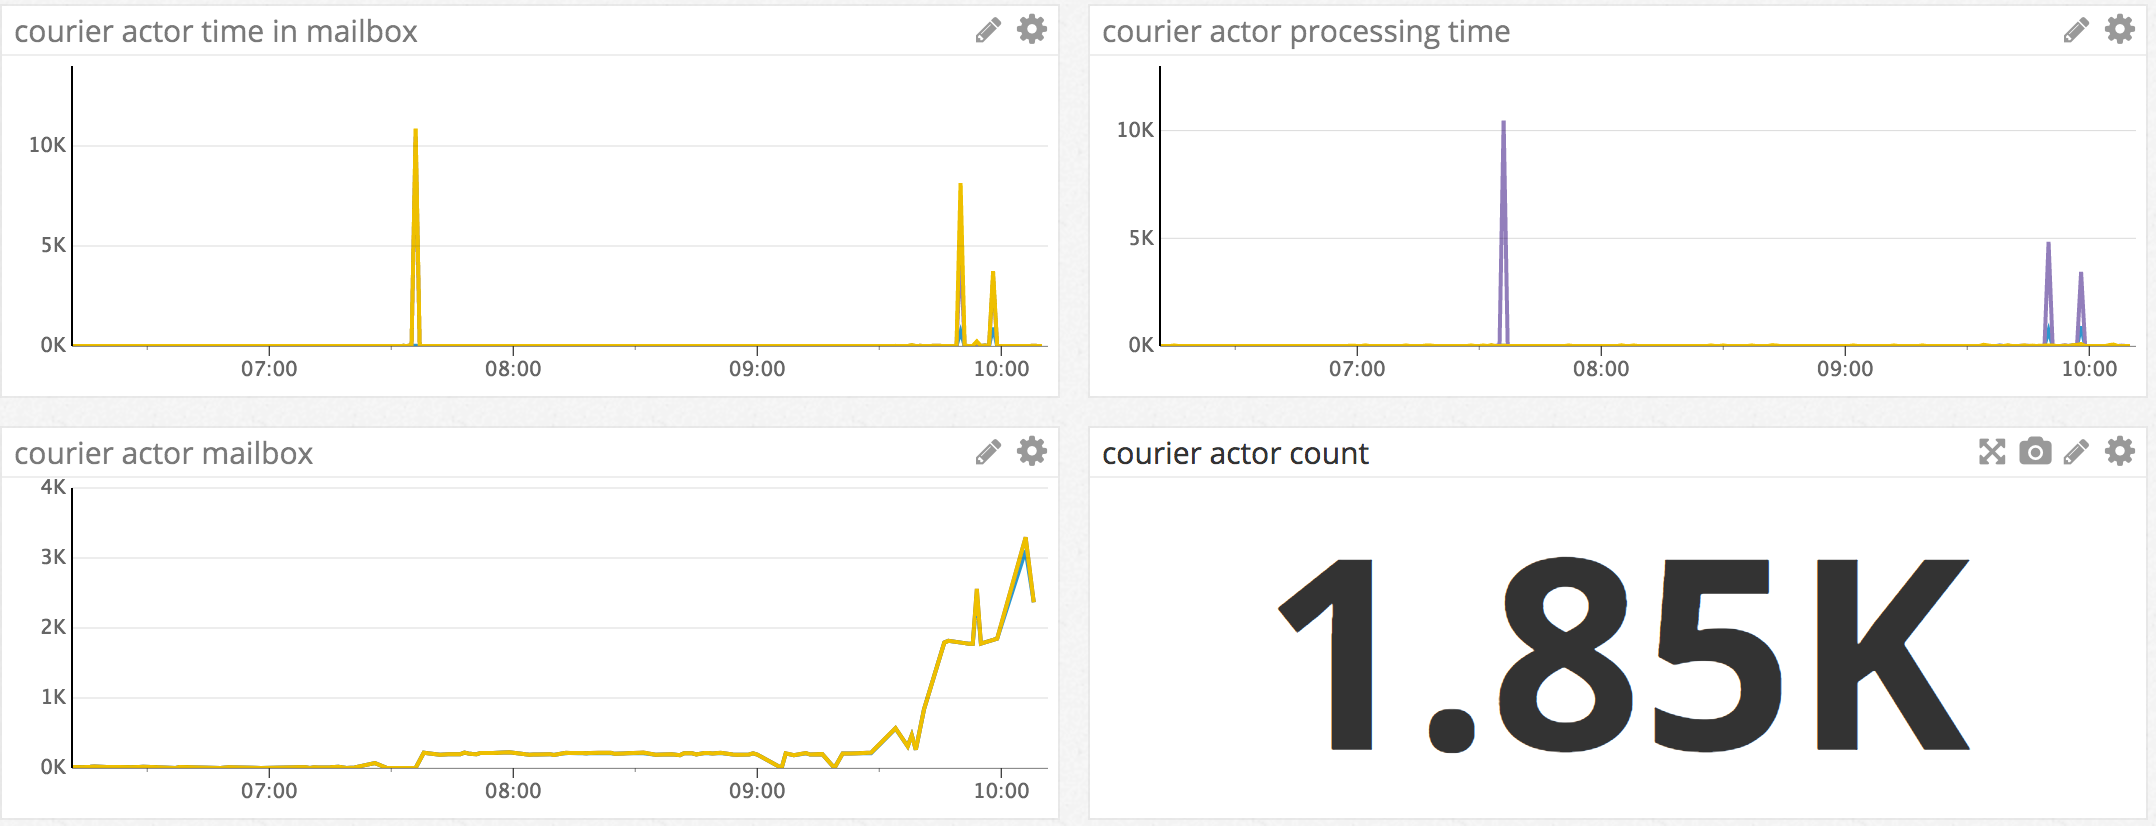 courier actor time in mailbox
10K
5K
0K
07:00 08:00 09:00 10:00
courier actor processing time
10K
5K
0K
07:00 08:00 09:00 10:00
courier actor mailbox
4K
3K
2K
1K
0K
07:00 08:00 09:00 10:00
courier actor count
1.85K